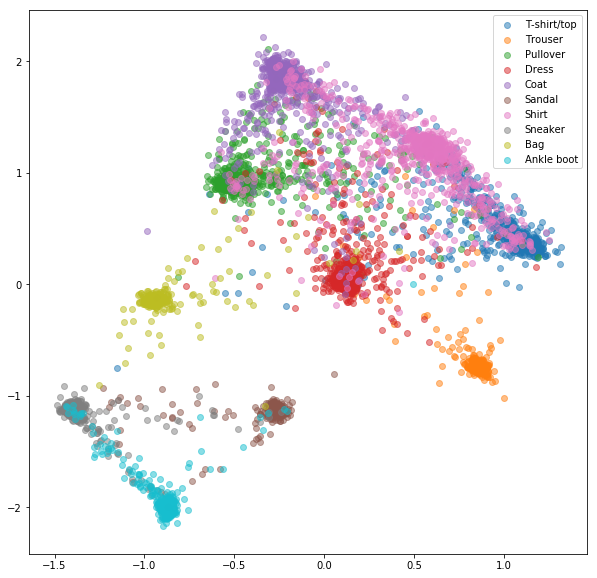 T-shirt/top
Trouser
Pullover
Dress
Coat
Sandal
Shirt
Sneaker
Bag
Ankle boot
2
1
0
−1
−2
−1.5 −1.0 −0.5 0.0 0.5 1.0